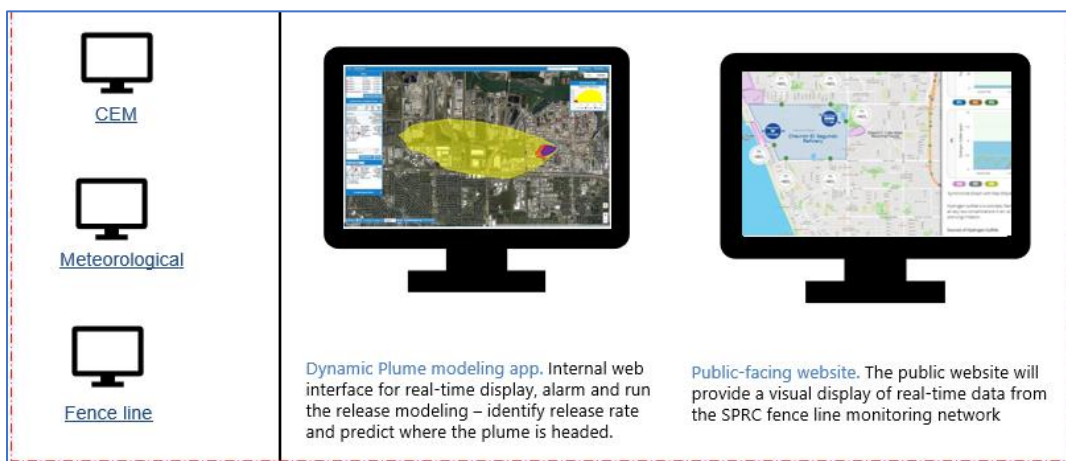 CEM
Meteorological
Fence line
Dynamic Plume modeling app. Internal web
interface for real-time display, alarm and run
the release modeling – identify release rate
and predict where the plume is headed.
Public-facing website. The public website will
provide a visual display of real-time data from
the SPRC fence line monitoring network